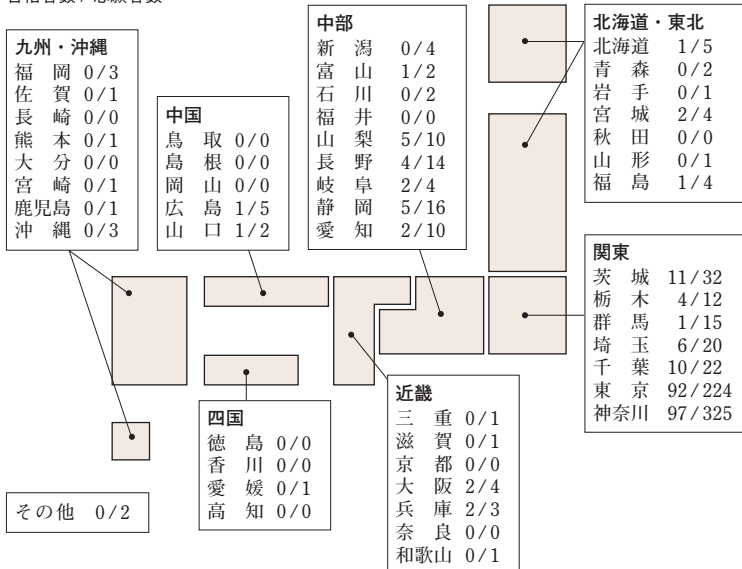 九州・沖縄
福岡 0/3
佐賀 0/1
長崎 0/0
熊本 0/1
大分 0/0
宮崎 0/1
鹿児島 0/1
沖縄 0/3
中国
鳥取 0/0
島根 0/0
岡山 0/0
広島 1/5
山口 1/2
中部
新潟 0/4
富山 1/2
石川 0/2
福井 0/0
山梨 5/10
長野 4/14
岐阜 2/4
静岡 5/16
愛知 2/10
北海道・東北
北海道 1/5
青森 0/2
岩手 0/1
宮城 2/4
秋田 0/0
山形 0/1
福島 1/4
関東
茨城 11/32
栃木 4/12
群馬 1/15
埼玉 6/20
千葉 10/22
東京 92/224
神奈川 97/325
四国
徳島 0/0
香川 0/0
愛媛 0/1
高知 0/0
近畿
三重 0/1
滋賀 0/1
京都 0/0
大阪 2/4
兵庫 2/3
奈良 0/0
和歌山 0/1
その他 0/2